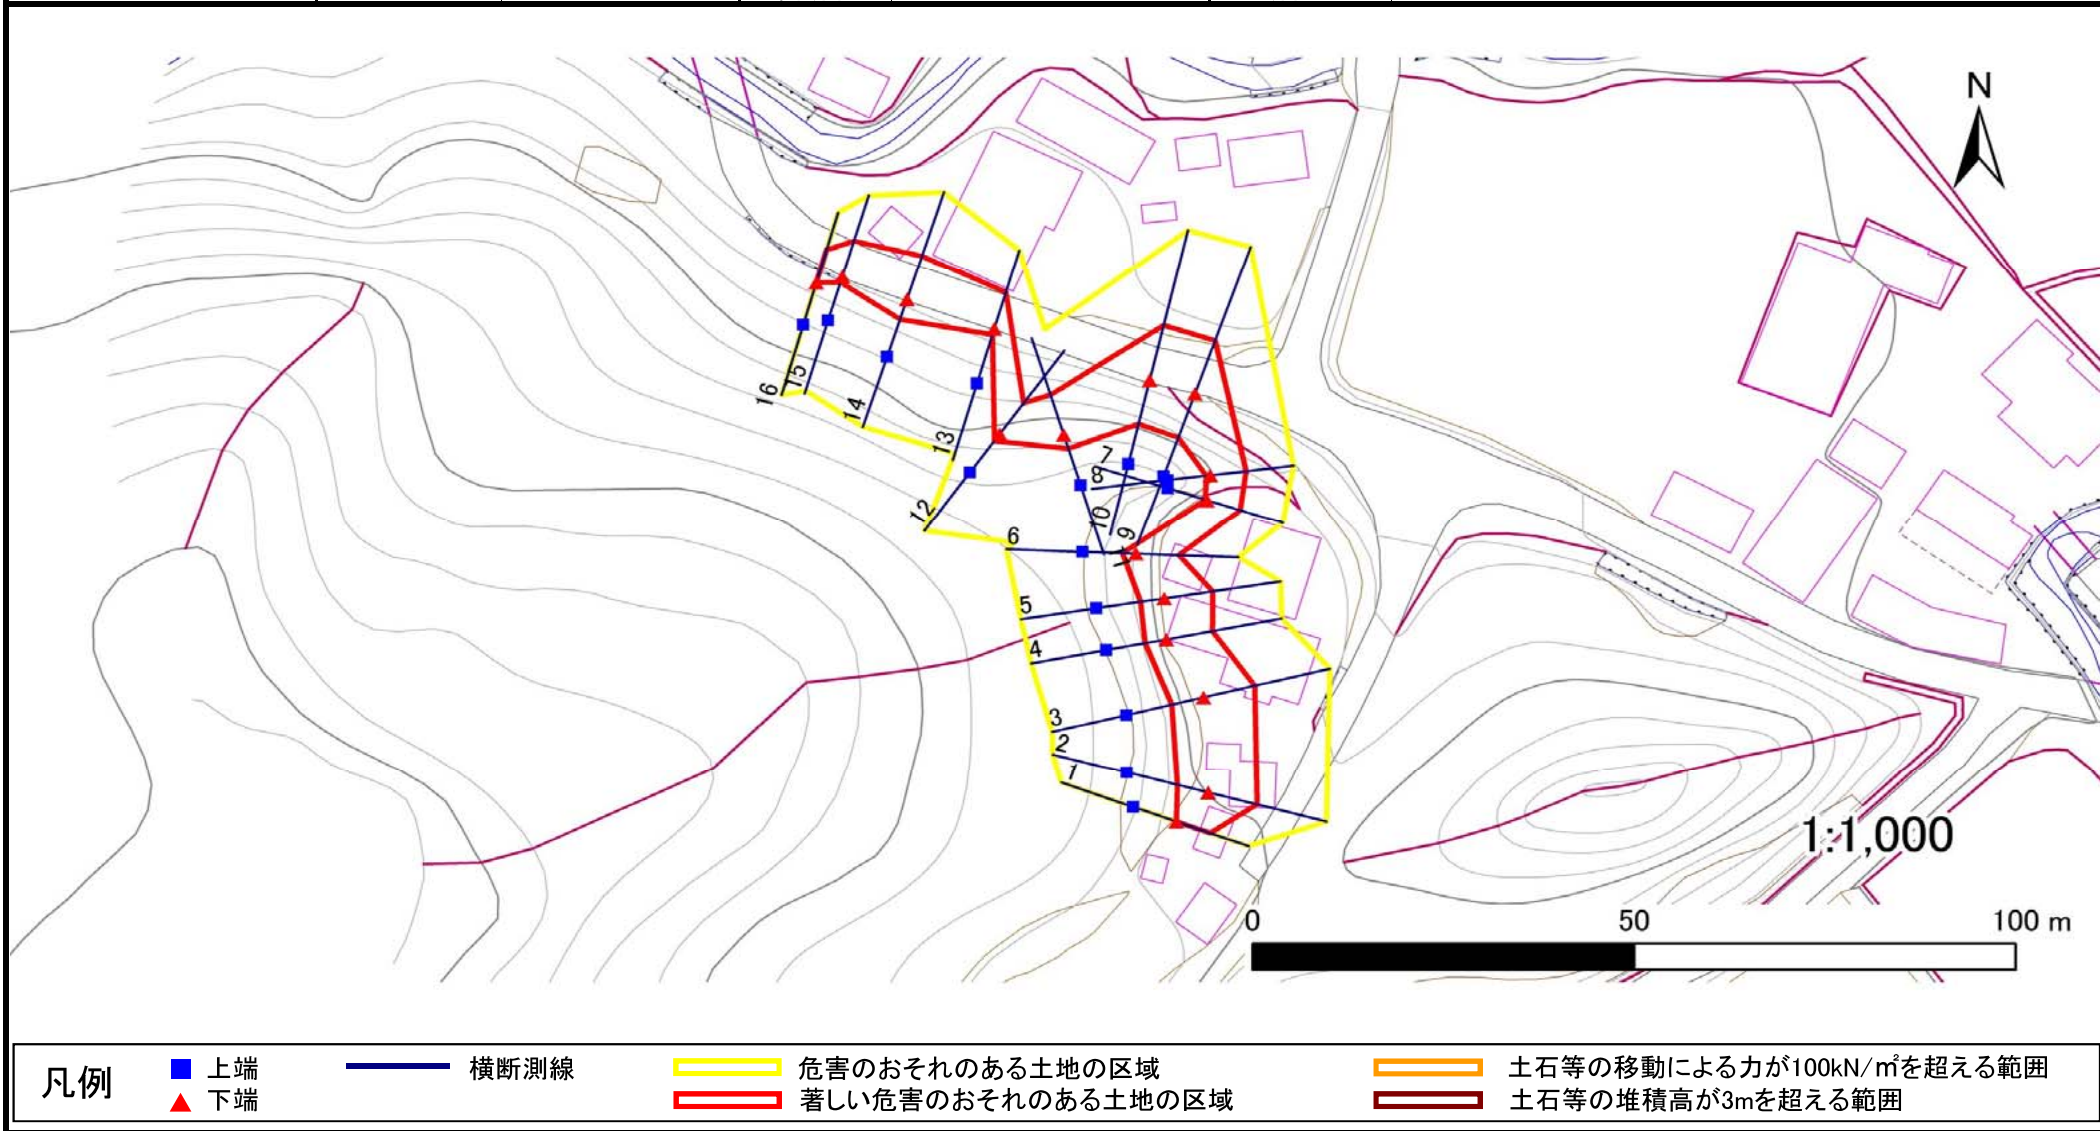 N
16
15
14
13
12
7
8
10
9
11
6
5
4
3
2
1
1:1,000
0 50 100 m
凡例
上端
下端
横断測線
危害のおそれのある土地の区域
著しい危害のおそれのある土地の区域
土石等の移動による力が100kN/㎡を超える範囲
土石等の堆積高が3mを超える範囲